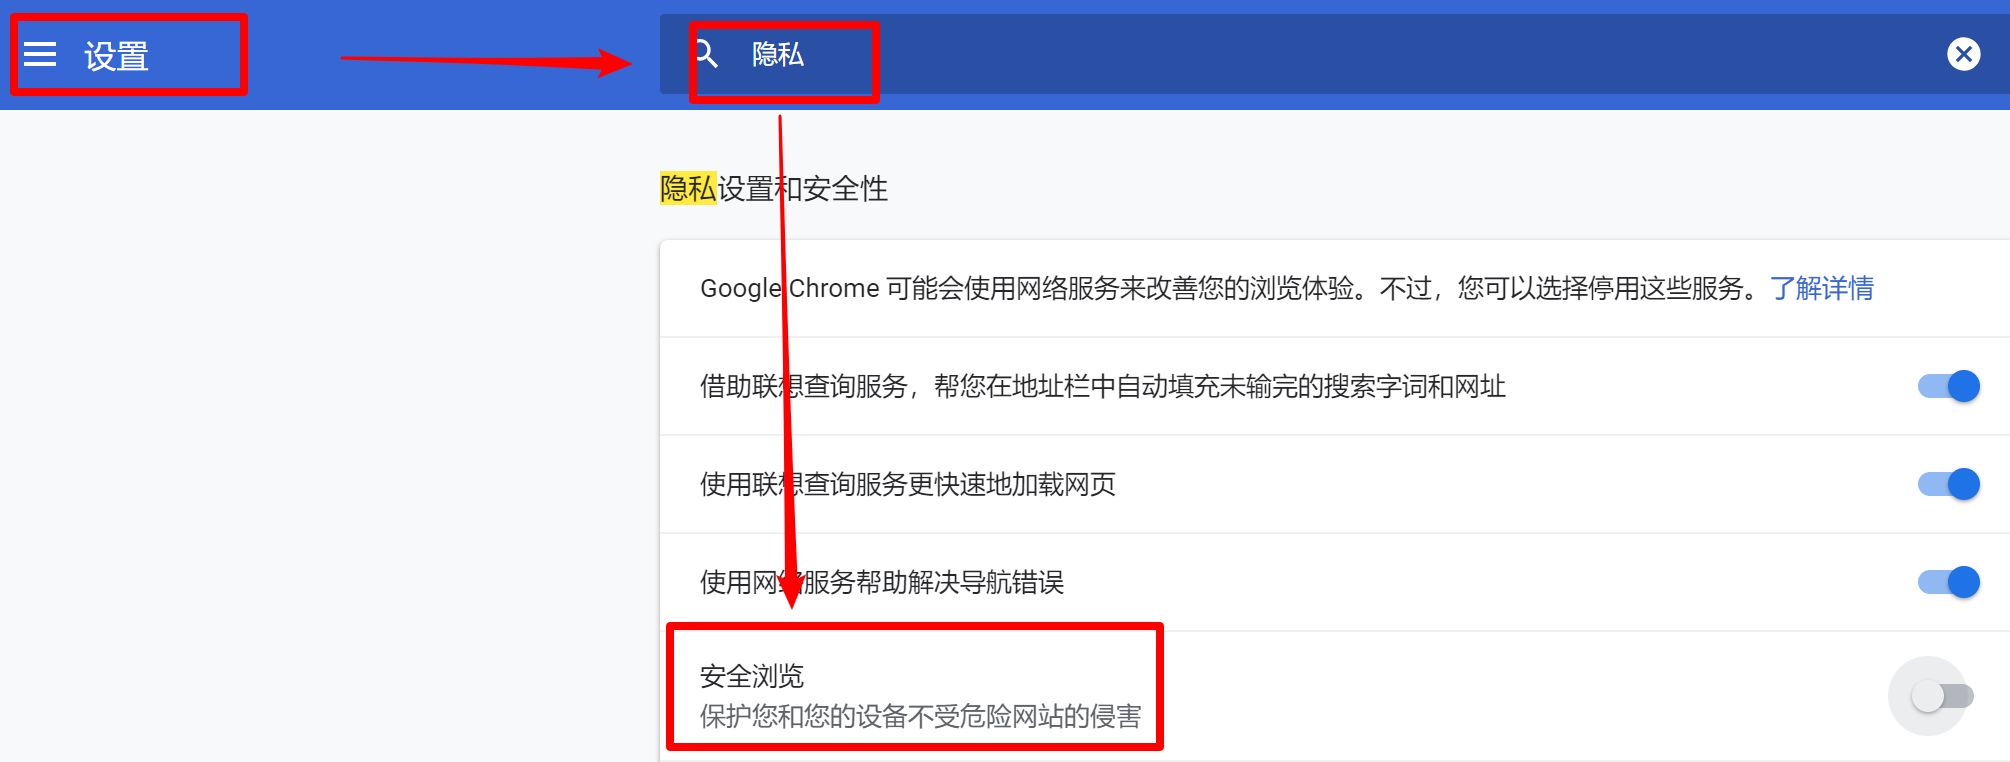 设置
隐私
隐私设置和安全性
Google Chrome 可能会使用网络服务来改善您的浏览体验。不过，您可以选择停用这些服务。了解详情
借助联想查询服务，帮您在地址栏中自动填充未输完的搜索字词和网址
使用联想查询服务更快速地加载网页
使用网络服务帮助解决导航错误
安全浏览
保护您和您的设备不受危险网站的侵害